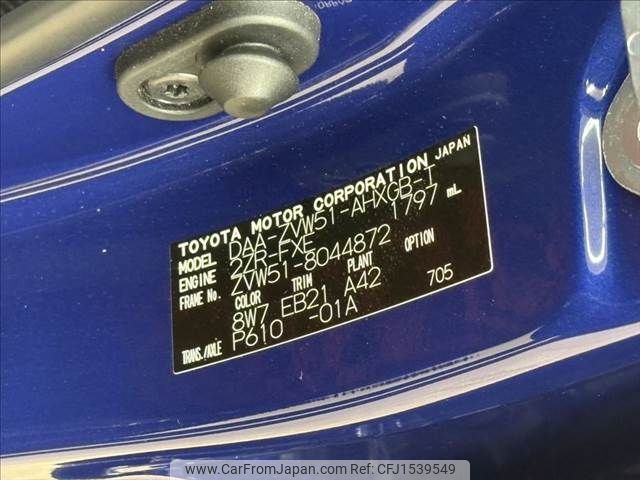 TOYOTA MOTOR CORPORATION JAPAN
MODEL DAA-ZVW51-AHXGB-T
ENGINE 2ZR-FXE 1797 mL
FRAME No. ZVW51-8044872
COLOR TRIM PLANT OPTION
8W7 EB21 A42 705
TRANS./AXLE P610 -01A
www.CarFromJapan.com Ref:CFJ1539549